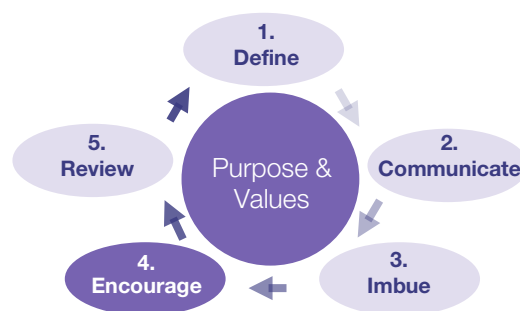 1.
Define
2.
Communicate
3.
Imbue
4.
Encourage
5.
Review
Purpose &
Values